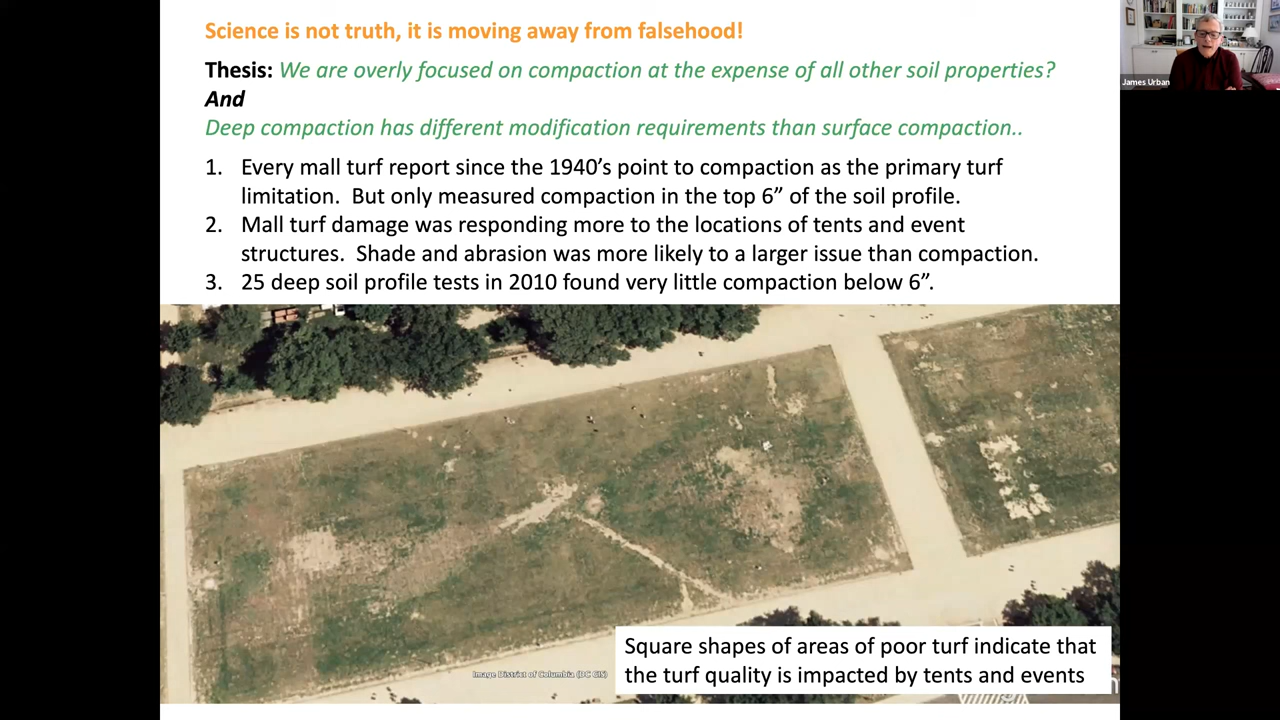 Science is not truth, it is moving away from falsehood!
Thesis: We are overly focused on compaction at the expense of all other soil properties?
And
Deep compaction has different modification requirements than surface compaction..
1. Every mall turf report since the 1940’s point to compaction as the primary turf
limitation. But only measured compaction in the top 6” of the soil profile.
2. Mall turf damage was responding more to the locations of tents and event
structures. Shade and abrasion was more likely to a larger issue than compaction.
3. 25 deep soil profile tests in 2010 found very little compaction below 6”.
James Urban
Square shapes of areas of poor turf indicate that
the turf quality is impacted by tents and events
Image District of Columbia (DC GIS)